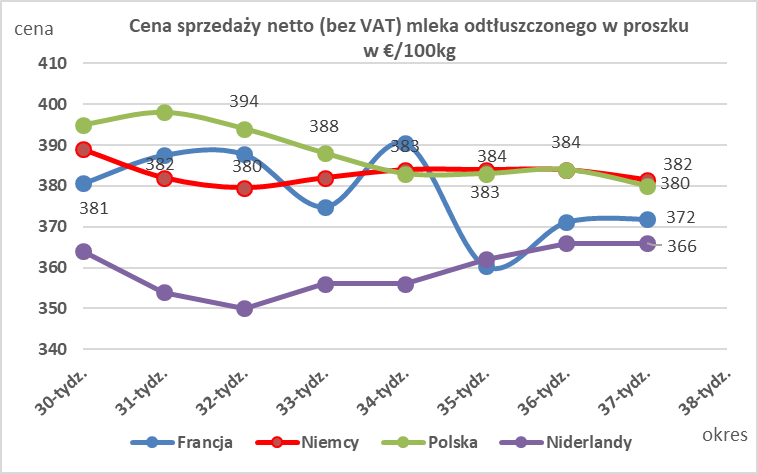 cena
Cena sprzedaży netto (bez VAT) mleka odtłuszczonego w proszku
w €/100kg
410
400
390
380
370
360
350
340
394
388
383
384
384
382
380
382
380
383
381
372
366
30-tydz.
31-tydz.
32-tydz.
33-tydz.
34-tydz.
35-tydz.
36-tydz.
37-tydz.
38-tydz.
okres
Francja Niemcy Polska Niderlandy